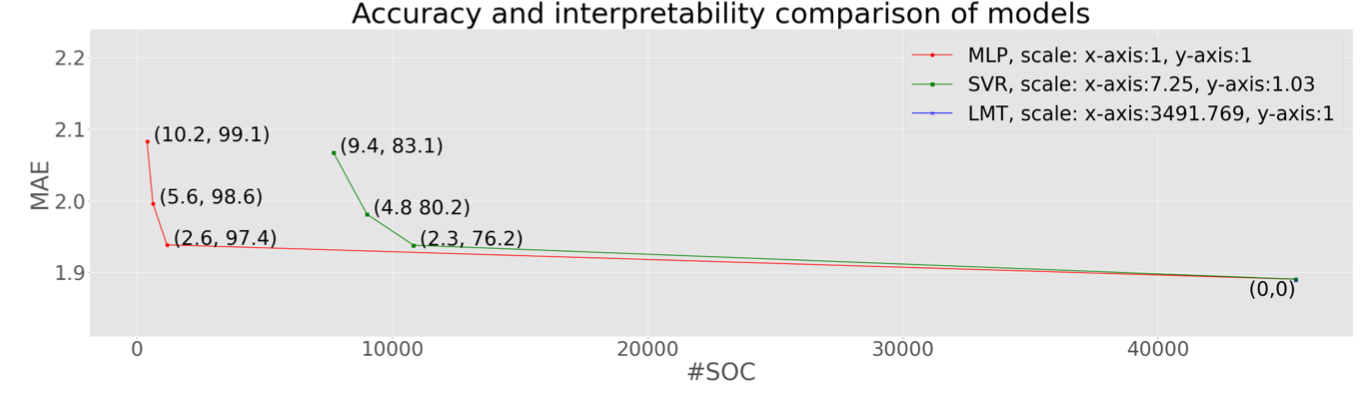 Accuracy and interpretability comparison of models
MLP, scale: x-axis:1, y-axis:1
SVR, scale: x-axis:7.25, y-axis:1.03
LMT, scale: x-axis:3491.769, y-axis:1
2.2
2.1
2.0
1.9
MAE
(10.2, 99.1)
(9.4, 83.1)
(5.6, 98.6)
(4.8 80.2)
(2.6, 97.4)
(2.3, 76.2)
(0,0)
0
10000
20000
30000
40000
#SOC